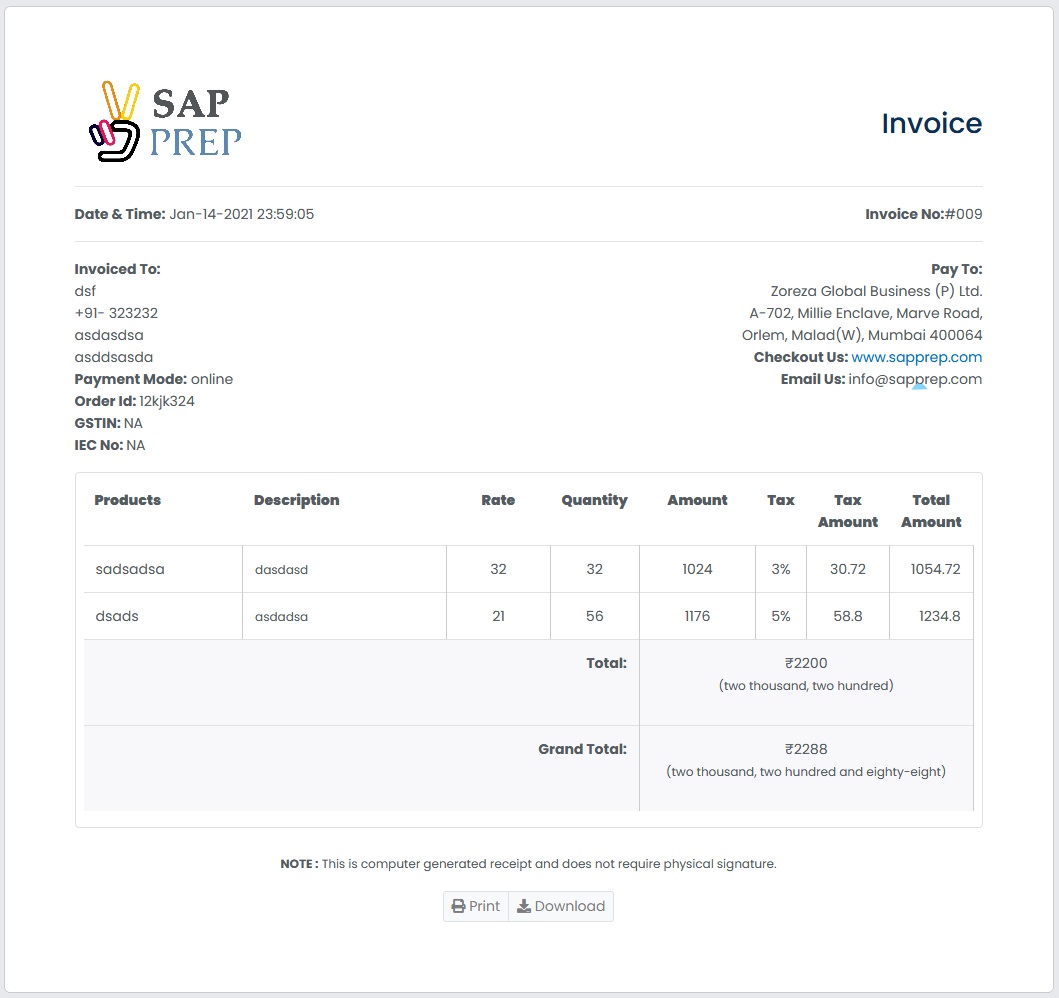 SAP
PREP
Invoice
Date & Time: Jan-14-2021 23:59:05
Invoice No:#009
Invoiced To:
dsf
+91- 323232
asdasdsa
asddsasda
Payment Mode: online
Order Id: 12kjk324
GSTIN: NA
IEC No: NA
Pay To:
Zoreza Global Business (P) Ltd.
A-702, Millie Enclave, Marve Road,
Orlem, Malad(W), Mumbai 400064
Checkout Us: www.sapprep.com
Email Us: info@sapprep.com
Products Description Rate Quantity Amount Tax Tax Amount Total Amount
sadsadsa dasdasd 32 32 1024 3% 30.72 1054.72
dsads asdadsa 21 56 1176 5% 58.8 1234.8
Total: ₹2200
(two thousand, two hundred)
Grand Total: ₹2288
(two thousand, two hundred and eighty-eight)
NOTE : This is computer generated receipt and does not require physical signature.
Print Download